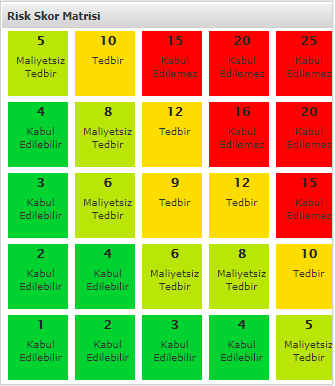 Risk Skor Matrisi
5 10 15 20 25
Maliyetsiz Tedbir Kabul Kabul Kabul
Tedbir Edilemez Edilemez Edilemez
4 8 12 16 20
Kabul Maliyetsiz Tedbir Kabul Kabul
Edilebilir Tedbir Edilemez Edilemez
3 6 9 12 15
Kabul Maliyetsiz Tedbir Tedbir Kabul
Edilebilir Tedbir Edilemez
2 4 6 8 10
Kabul Kabul Maliyetsiz Maliyetsiz Tedbir
Edilebilir Edilebilir Tedbir Tedbir
1 2 3 4 5
Kabul Kabul Kabul Kabul Maliyetsiz
Edilebilir Edilebilir Edilebilir Edilebilir Tedbir